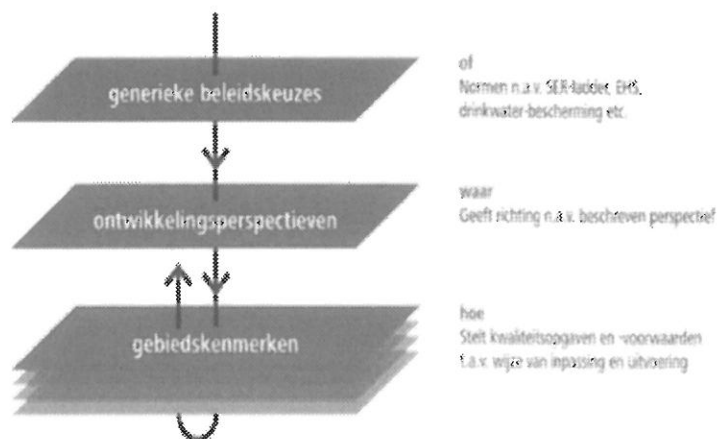 generieke beleidskeuzes
of
Normen n.a.v. SER-ladder, EHS,
drinkwater-bescherming etc.
ontwikkelingsperspectieven
waar
Geeft richting n.a.v. beschreven perspectief
gebiedskenmerken
hoe
Stelt kwaliteitsopgaven en -voorwaarden
t.a.v. wijze van inpassing en uitvoering